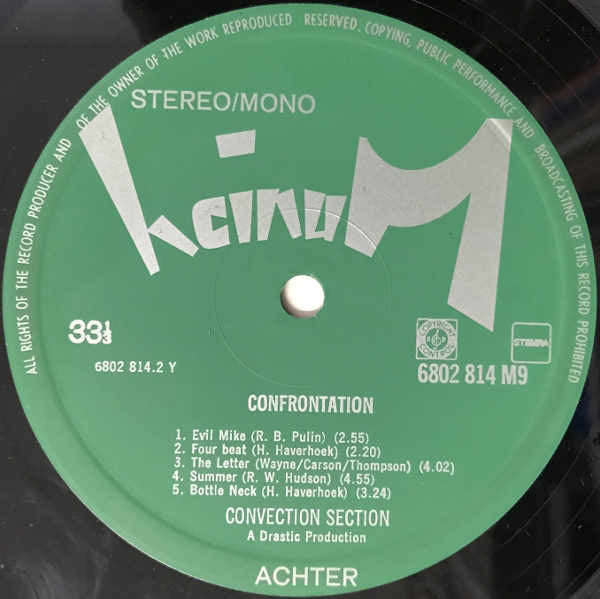 ALL RIGHTS OF THE RECORD PRODUCER AND OF THE OWNER OF THE WORK REPRODUCED RESERVED. COPYING, PUBLIC PERFORMANCE AND BROADCASTING OF THIS RECORD PROHIBITED
STEREO/MONO
33⅓
6802 814.2 Y
COPYRIGHT
CONTROL
STEMRA
6802 814 M9
CONFRONTATION
1. Evil Mike (R. B. Pulin) (2.55)
2. Four beat (H. Haverhoek) (2.20)
3. The Letter (Wayne/Carson/Thompson) (4.02)
4. Summer (R. W. Hudson) (4.55)
5. Bottle Neck (H. Haverhoek) (3.24)
CONVECTION SECTION
A Drastic Production
ACHTER